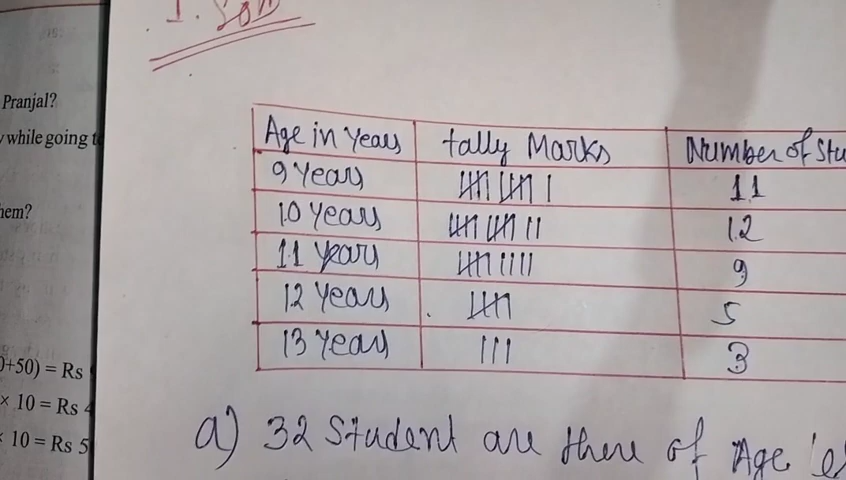 1. Soln
Pranjal?
while going
hem?
+50) = Rs
× 10 = Rs 4
10 = Rs 5
Age in Years tally Marks Number of Stu
9 Years 11
10 Years 12
11 Years 9
12 Years 5
13 Years 3
a) 32 Student are there of Age